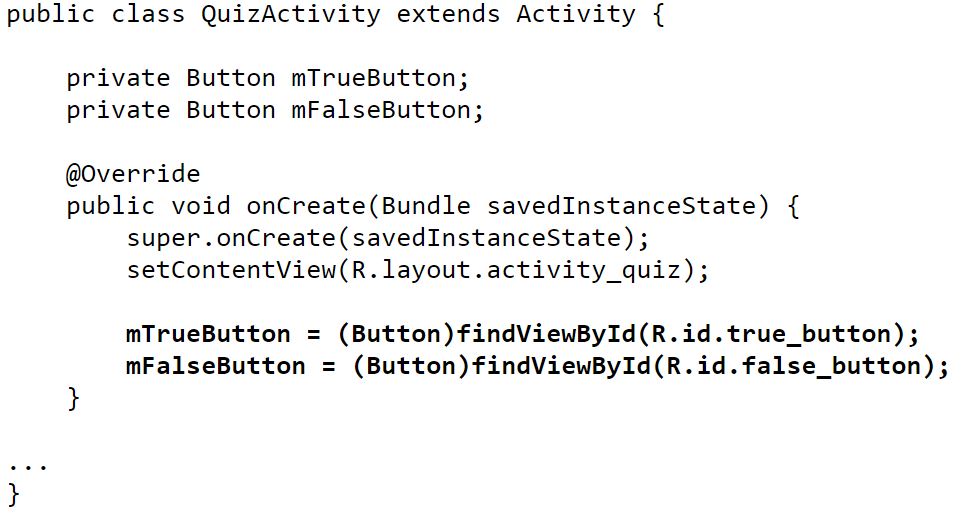 public class QuizActivity extends Activity {
    private Button mTrueButton;
    private Button mFalseButton;
    @Override
    public void onCreate(Bundle savedInstanceState) {
        super.onCreate(savedInstanceState);
        setContentView(R.layout.activity_quiz);
        mTrueButton = (Button)findViewById(R.id.true_button);
        mFalseButton = (Button)findViewById(R.id.false_button);
    }
...
}